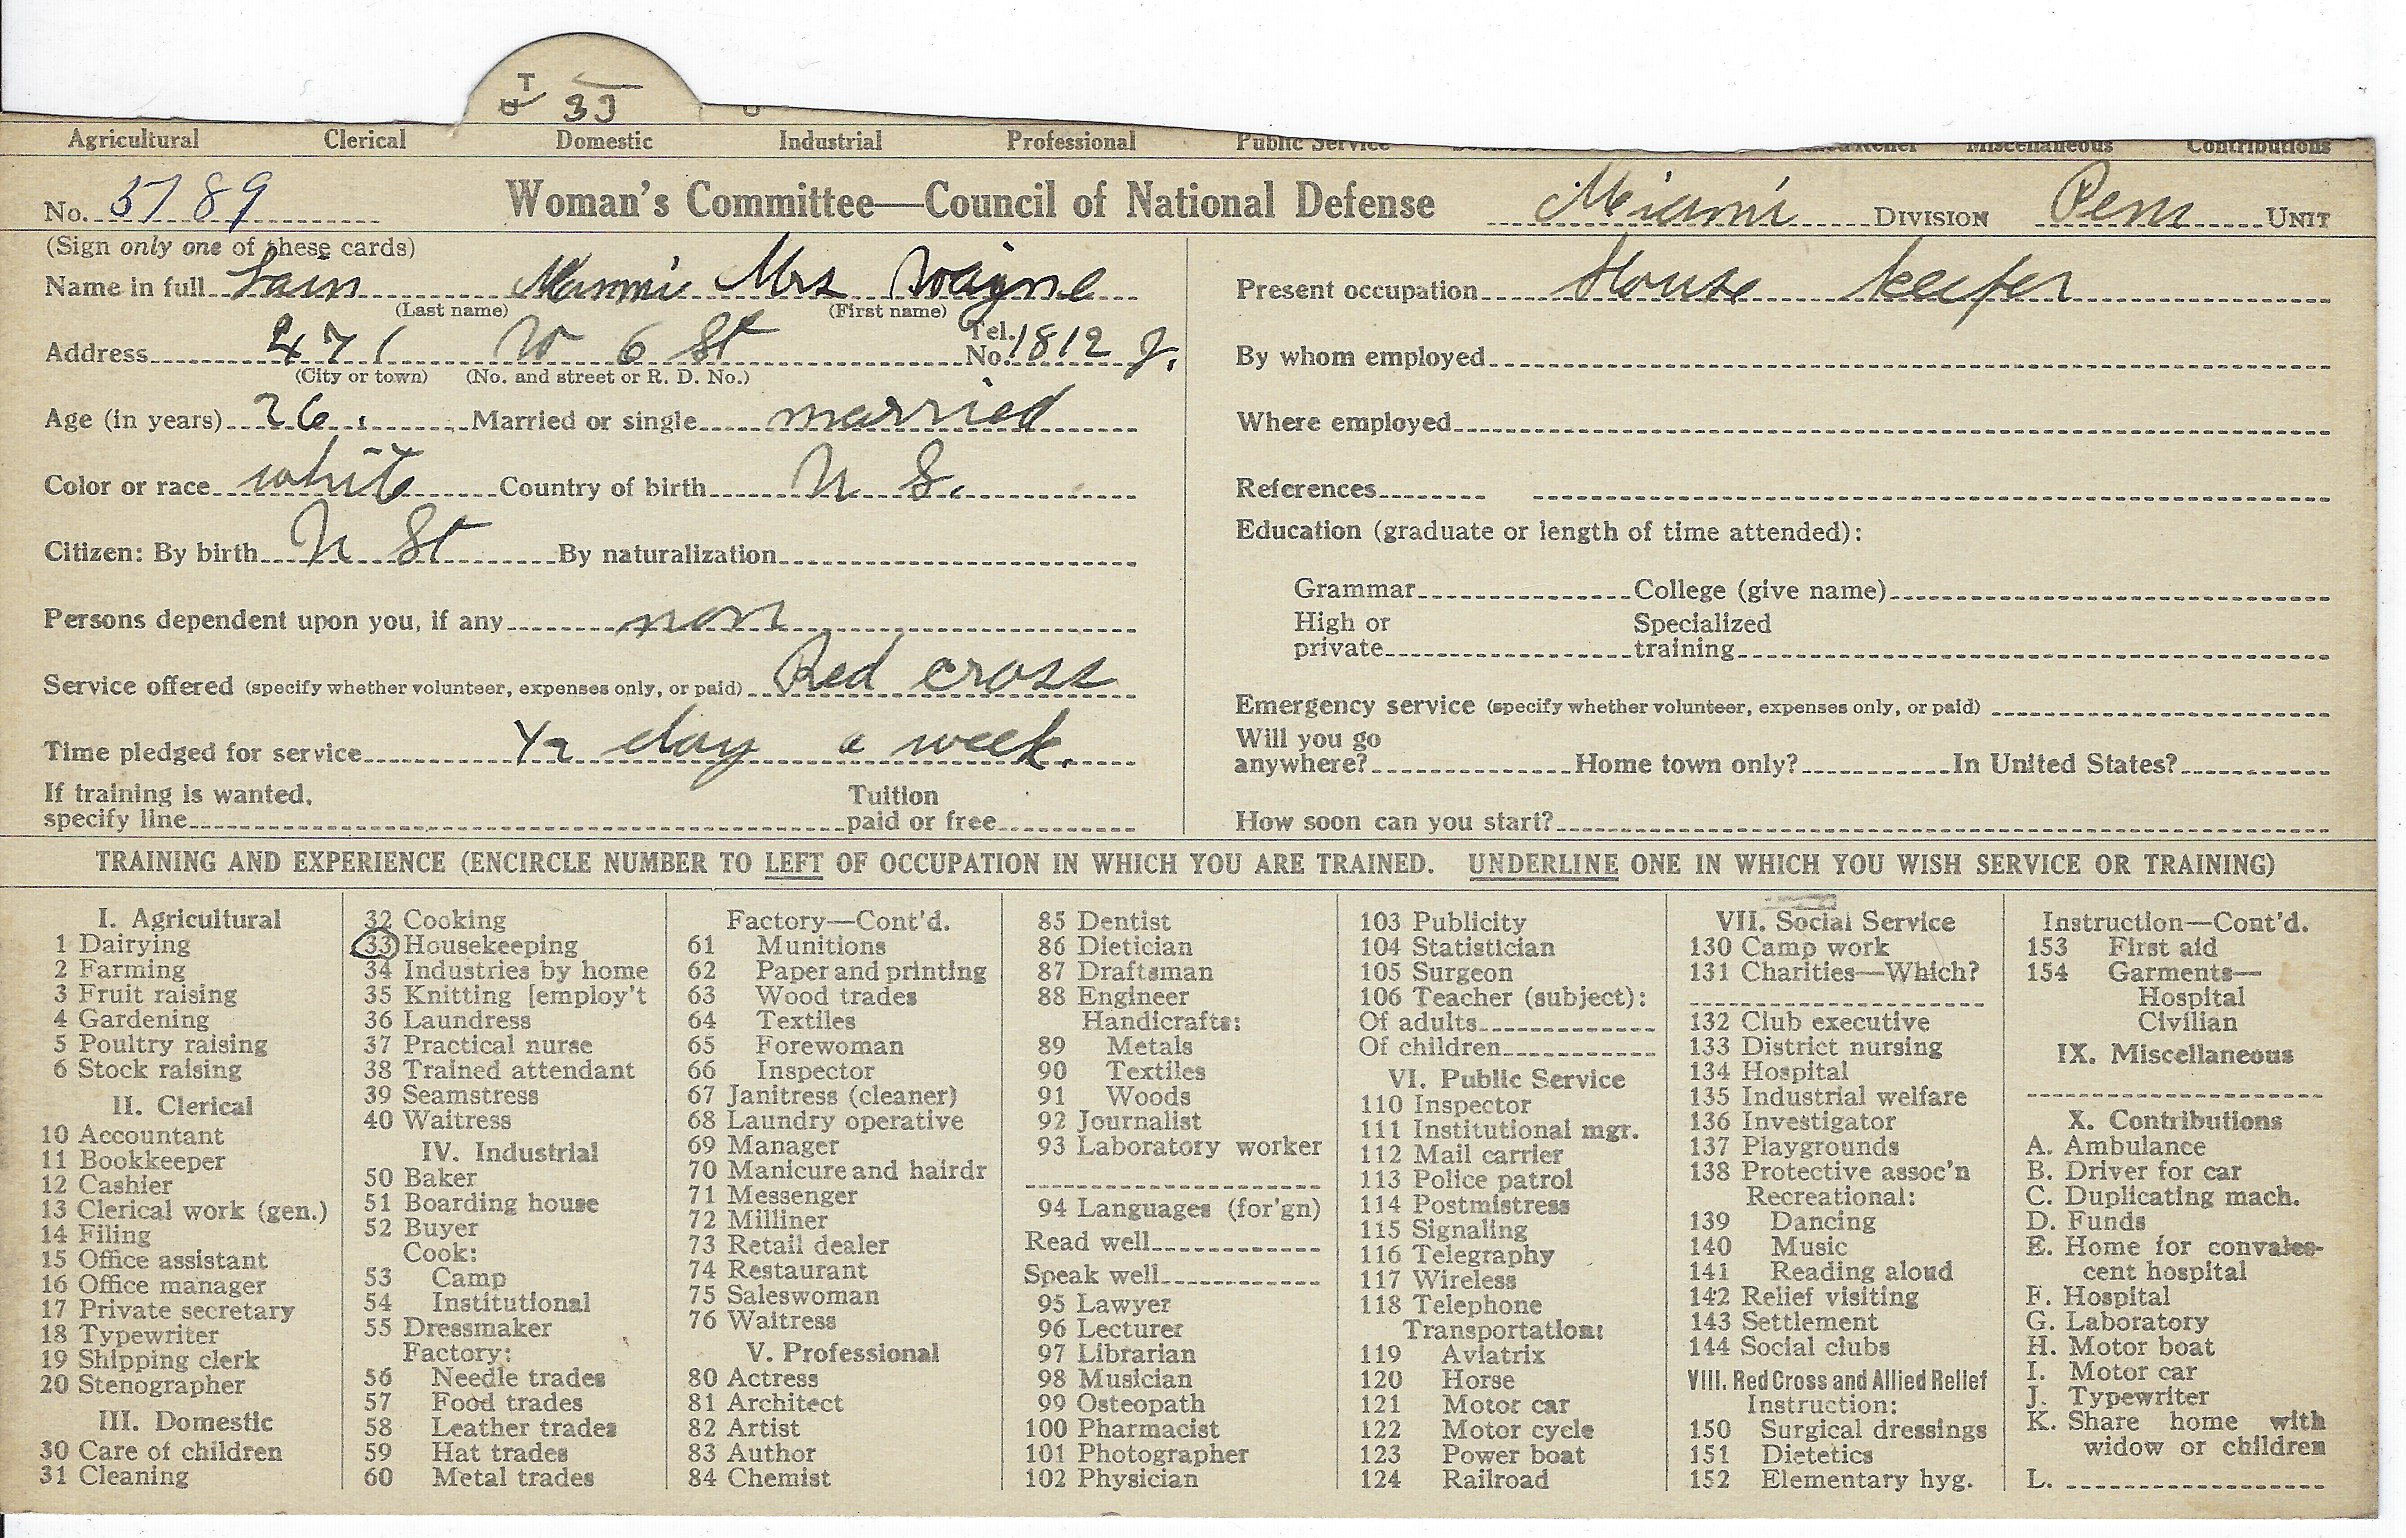 T
U 33
Agricultural Clerical Domestic Industrial Professional Public Service Miscellaneous Contributions
No. 5789 Woman's Committee—Council of National Defense Miami DIVISION UNIT
(Sign only one of these cards)
Name in full Mrs Wayne
(Last name) (First name)
Address 471 W 6 St Tel. No. 1812 J.
(City or town) (No. and street or R. D. No.)
Age (in years) 26. Married or single married
Color or race white Country of birth U S.
Citizen: By birth U St By naturalization
Persons dependent upon you, if any non
Service offered (specify whether volunteer, expenses only, or paid) Red cross
Time pledged for service 1/2 day a week.
If training is wanted, specify line Tuition paid or free
Present occupation House keeper
By whom employed
Where employed
References
Education (graduate or length of time attended):
Grammar College (give name)
High or private Specialized training
Emergency service (specify whether volunteer, expenses only, or paid)
Will you go anywhere? Home town only? In United States?
How soon can you start?
TRAINING AND EXPERIENCE (ENCIRCLE NUMBER TO LEFT OF OCCUPATION IN WHICH YOU ARE TRAINED. UNDERLINE ONE IN WHICH YOU WISH SERVICE OR TRAINING)
I. Agricultural
1 Dairying
2 Farming
3 Fruit raising
4 Gardening
5 Poultry raising
6 Stock raising
II. Clerical
10 Accountant
11 Bookkeeper
12 Cashier
13 Clerical work (gen.)
14 Filing
15 Office assistant
16 Office manager
17 Private secretary
18 Typewriter
19 Shipping clerk
20 Stenographer
III. Domestic
30 Care of children
31 Cleaning
32 Cooking
33 Housekeeping
34 Industries by home
35 Knitting [employ't
36 Laundress
37 Practical nurse
38 Trained attendant
39 Seamstress
40 Waitress
IV. Industrial
50 Baker
51 Boarding house
52 Buyer
Cook:
53 Camp
54 Institutional
55 Dressmaker
Factory:
56 Needle trades
57 Food trades
58 Leather trades
59 Hat trades
60 Metal trades
Factory—Cont'd.
61 Munitions
62 Paper and printing
63 Wood trades
64 Textiles
65 Forewoman
66 Inspector
67 Janitress (cleaner)
68 Laundry operative
69 Manager
70 Manicure and hairdr
71 Messenger
72 Milliner
73 Retail dealer
74 Restaurant
75 Saleswoman
76 Waitress
V. Professional
80 Actress
81 Architect
82 Artist
83 Author
84 Chemist
85 Dentist
86 Dietician
87 Draftsman
88 Engineer
Handicrafts:
89 Metals
90 Textiles
91 Woods
92 Journalist
93 Laboratory worker
94 Languages (for'gn)
Read well
Speak well
95 Lawyer
96 Lecturer
97 Librarian
98 Musician
99 Osteopath
100 Pharmacist
101 Photographer
102 Physician
103 Publicity
104 Statistician
105 Surgeon
106 Teacher (subject):
Of adults
Of children
VI. Public Service
110 Inspector
111 Institutional mgr.
112 Mail carrier
113 Police patrol
114 Postmistress
115 Signaling
116 Telegraphy
117 Wireless
118 Telephone
Transportation:
119 Aviatrix
120 Horse
121 Motor car
122 Motor cycle
123 Power boat
124 Railroad
VII. Social Service
130 Camp work
131 Charities—Which?
132 Club executive
133 District nursing
134 Hospital
135 Industrial welfare
136 Investigator
137 Playgrounds
138 Protective assoc'n
Recreational:
139 Dancing
140 Music
141 Reading aloud
142 Relief visiting
143 Settlement
144 Social clubs
VIII. Red Cross and Allied Relief
Instruction:
150 Surgical dressings
151 Dietetics
152 Elementary hyg.
Instruction—Cont'd.
153 First aid
154 Garments—
Hospital
Civilian
IX. Miscellaneous
X. Contributions
A. Ambulance
B. Driver for car
C. Duplicating mach.
D. Funds
E. Home for convales-
cent hospital
F. Hospital
G. Laboratory
H. Motor boat
I. Motor car
J. Typewriter
K. Share home with
widow or children
L.